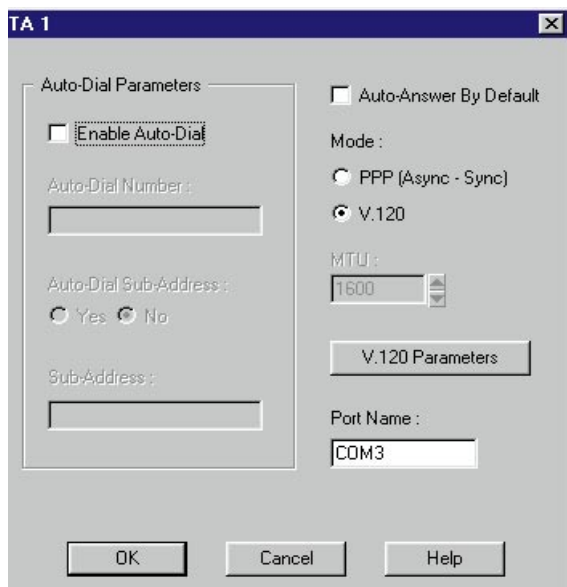 TA 1
Auto-Dial Parameters
Enable Auto-Dial
Auto-Dial Number :
Auto-Dial Sub-Address :
Yes No
Sub-Address :
Auto-Answer By Default
Mode :
PPP (Async - Sync)
V.120
MTU :
1600
V.120 Parameters
Port Name :
COM3
OK Cancel Help